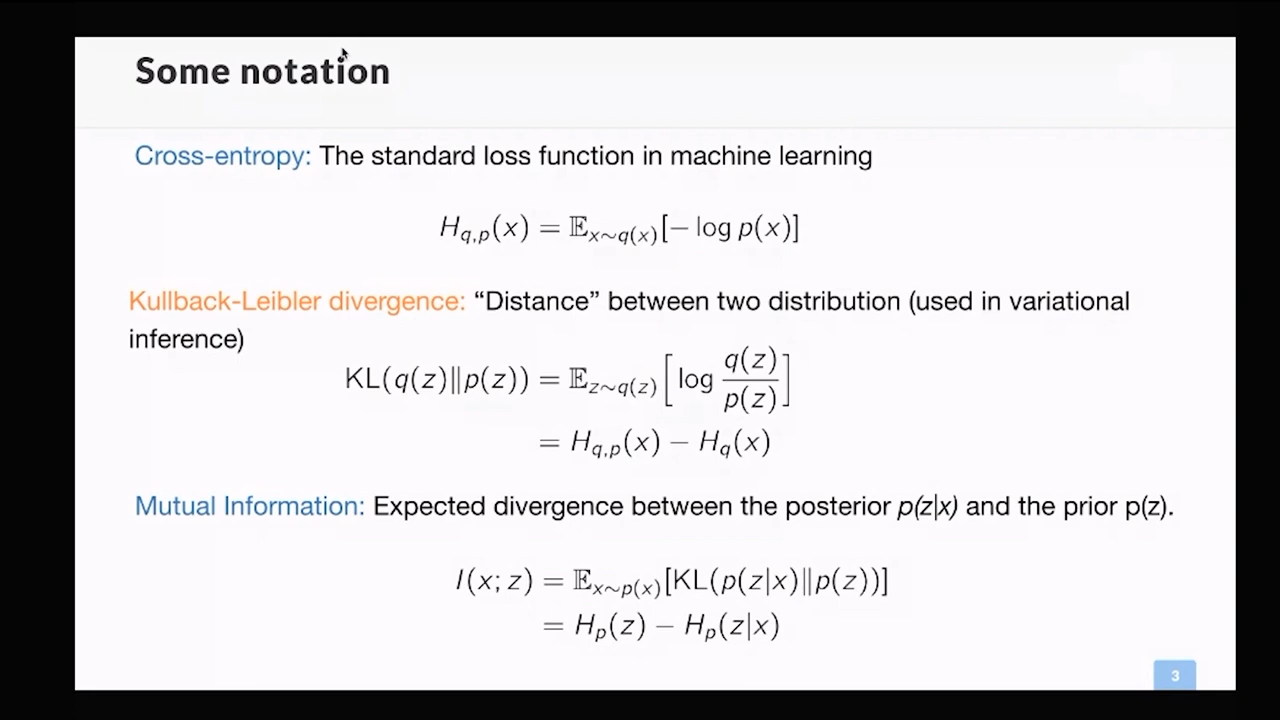 Some notation
Cross-entropy: The standard loss function in machine learning
H_{q,p}(x) = 𝔼_{x∼q(x)}[− log p(x)]
Kullback-Leibler divergence: “Distance” between two distribution (used in variational
inference)
KL(q(z)‖p(z)) = 𝔼_{z∼q(z)} [log q(z)/p(z)]
= H_{q,p}(x) − H_q(x)
Mutual Information: Expected divergence between the posterior p(z|x) and the prior p(z).
I(x; z) = 𝔼_{x∼p(x)}[KL(p(z|x)‖p(z))]
= H_p(z) − H_p(z|x)
3